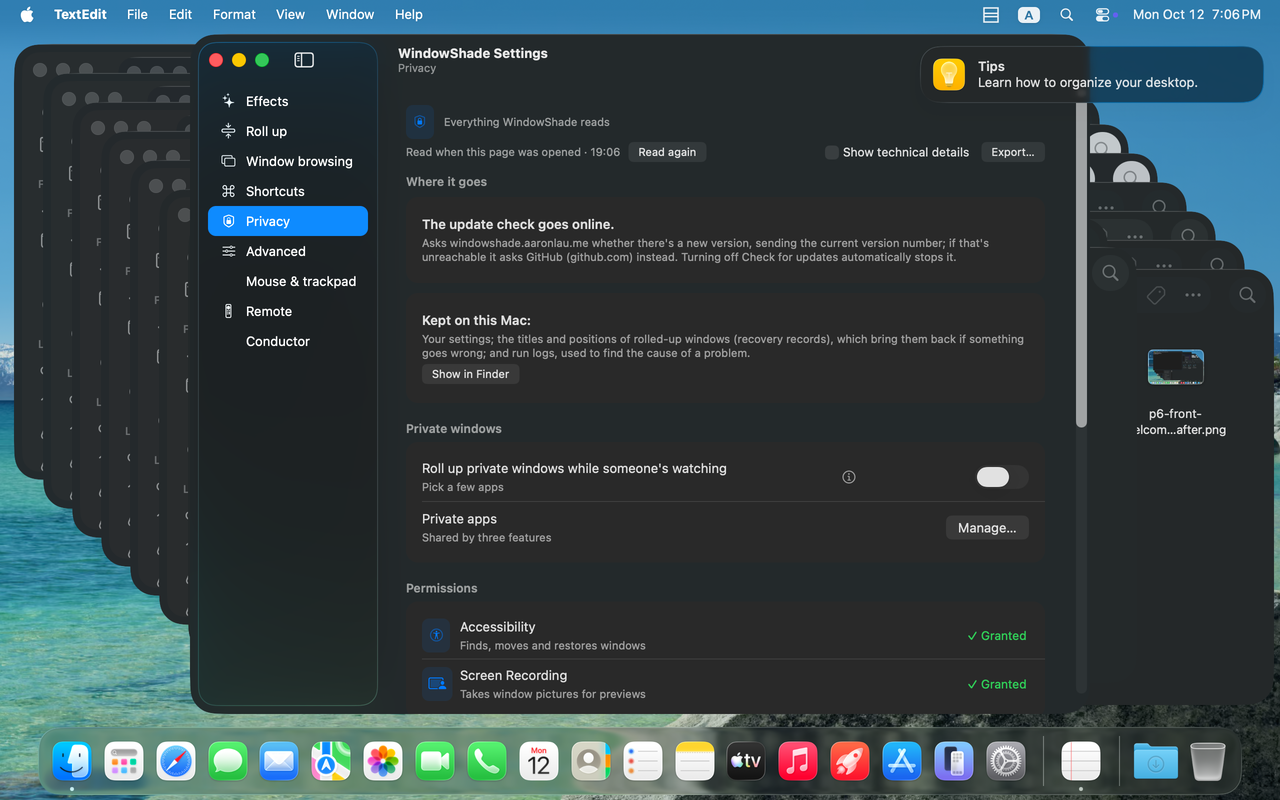 TextEdit File Edit Format View Window Help
A
Mon Oct 12 7:06 PM
WindowShade Settings
Privacy
Tips
Learn how to organize your desktop.
Effects
Roll up
Window browsing
Shortcuts
Privacy
Advanced
Mouse & trackpad
Remote
Conductor
Everything WindowShade reads
Read when this page was opened · 19:06
Read again
Show technical details
Export...
Where it goes
The update check goes online.
Asks windowshade.aaronlau.me whether there's a new version, sending the current version number; if that's
unreachable it asks GitHub (github.com) instead. Turning off Check for updates automatically stops it.
Kept on this Mac:
Your settings; the titles and positions of rolled-up windows (recovery records), which bring them back if something
goes wrong; and run logs, used to find the cause of a problem.
Show in Finder
Private windows
Roll up private windows while someone's watching
Pick a few apps
Private apps
Shared by three features
Manage...
Permissions
Accessibility
Finds, moves and restores windows
✓ Granted
Screen Recording
Takes window pictures for previews
✓ Granted
p6-front-
elcom...after.png
Mon
12
tv